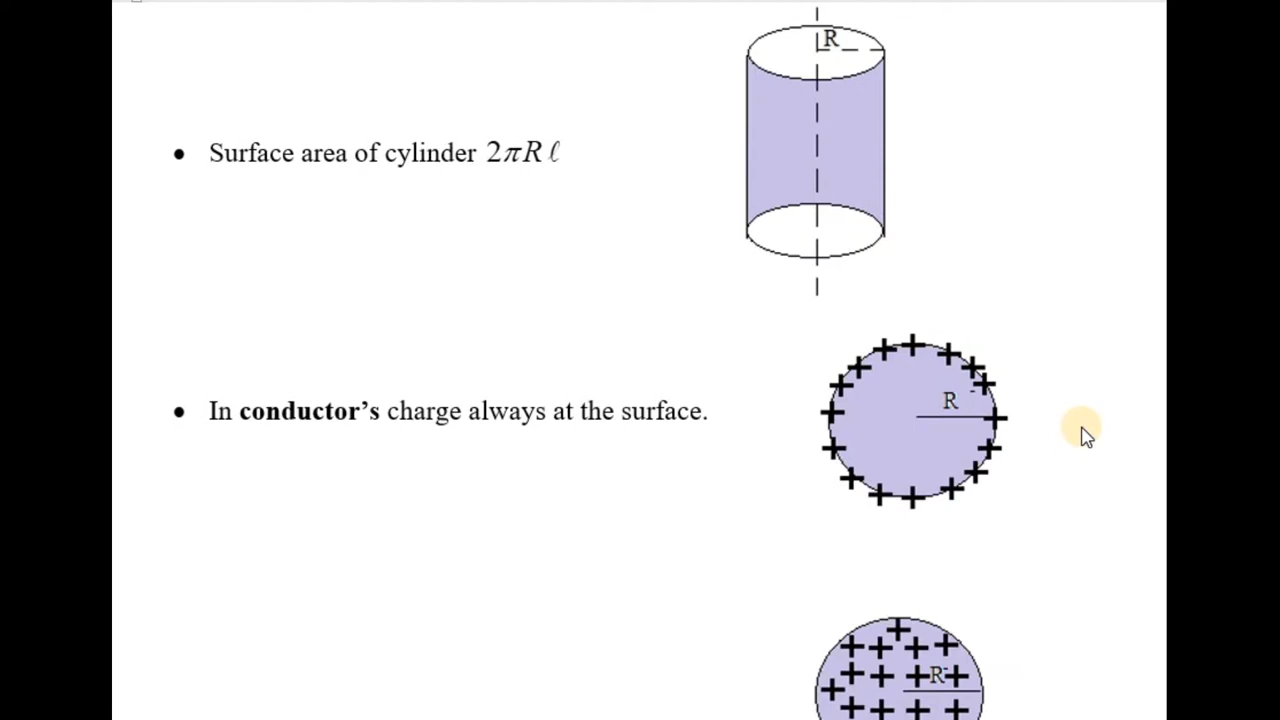 R
• Surface area of cylinder 2πRℓ
R
• In conductor's charge always at the surface.
R